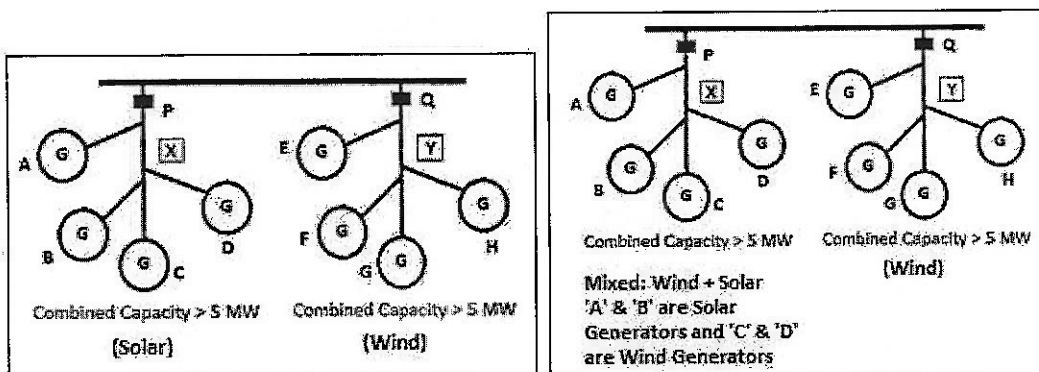 P
Q
X
Y
G
A
G
E
G
G
G
G
G
G
B
C
D
F
G
H
Combined Capacity > 5 MW
Combined Capacity > 5 MW
(Solar)
(Wind)
P
Q
X
Y
G
A
G
E
G
G
G
G
G
G
B
C
D
F
G
H
Combined Capacity > 5 MW
Combined Capacity > 5 MW
(Wind)
Mixed: Wind + Solar
'A' & 'B' are Solar
Generators and 'C' & 'D'
are Wind Generators